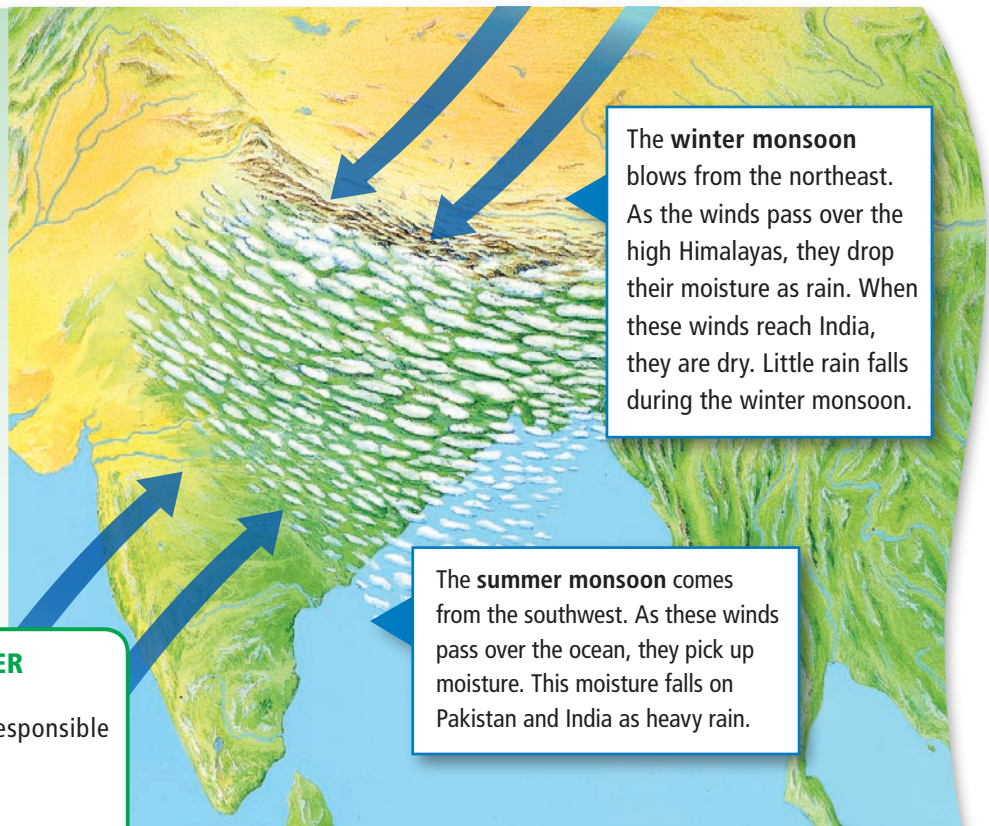 The winter monsoon
blows from the northeast.
As the winds pass over the
high Himalayas, they drop
their moisture as rain. When
these winds reach India,
they are dry. Little rain falls
during the winter monsoon.
The summer monsoon comes
from the southwest. As these winds
pass over the ocean, they pick up
moisture. This moisture falls on
Pakistan and India as heavy rain.
ER
esponsible